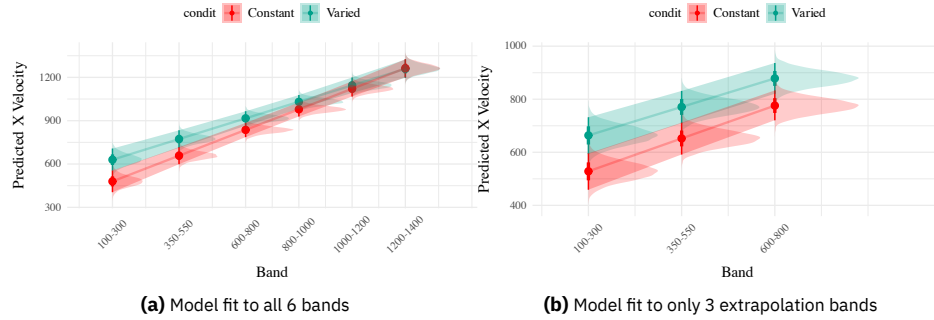 condit Constant Varied
Predicted X Velocity
1200
900
600
300
100-300
350-550
600-800
800-1000
1000-1200
1200-1400
Band
(a) Model fit to all 6 bands
condit Constant Varied
Predicted X Velocity
1000
800
600
400
100-300
350-550
600-800
Band
(b) Model fit to only 3 extrapolation bands